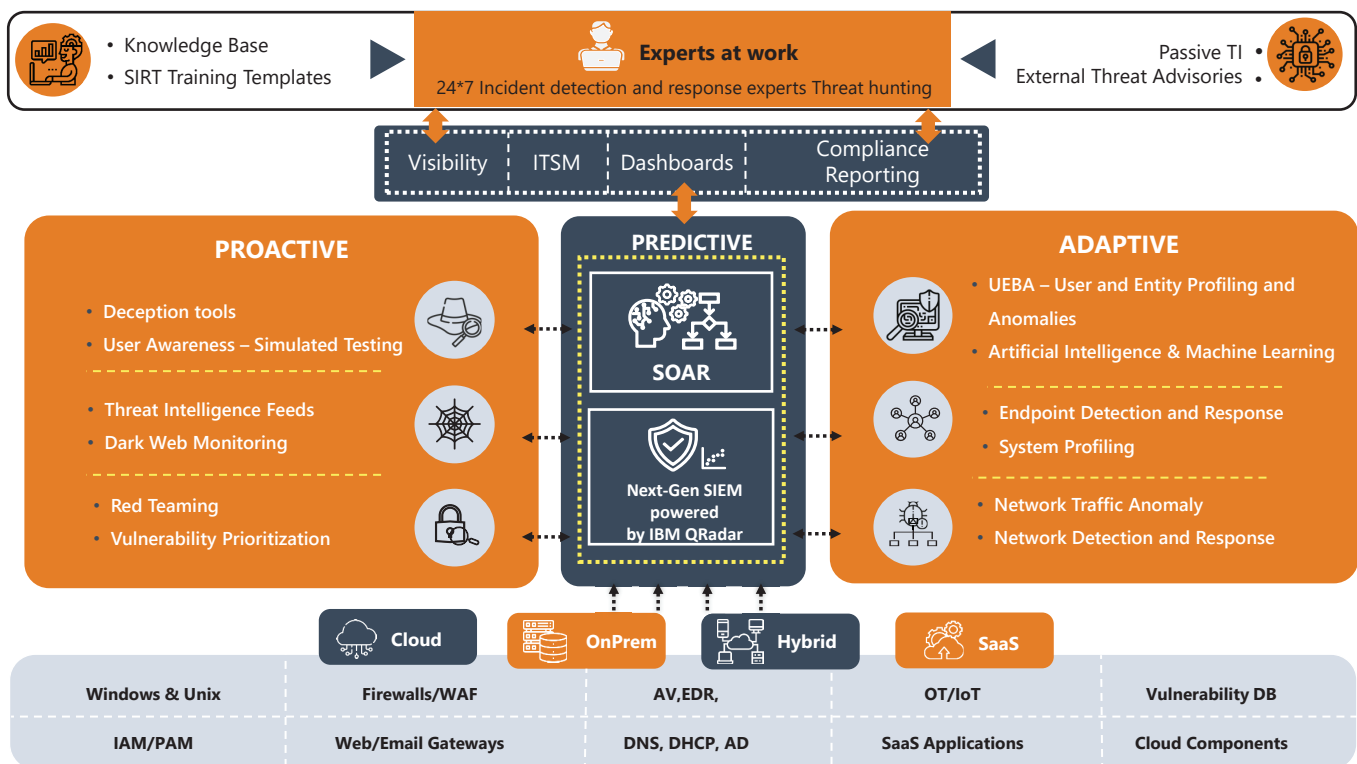 • Knowledge Base
• SIRT Training Templates
Experts at work
24*7 Incident detection and response experts Threat hunting
Passive TI •
External Threat Advisories •
Visibility
ITSM
Dashboards
Compliance
Reporting
PROACTIVE
• Deception tools
• User Awareness – Simulated Testing
• Threat Intelligence Feeds
• Dark Web Monitoring
• Red Teaming
• Vulnerability Prioritization
PREDICTIVE
SOAR
Next-Gen SIEM
powered
by IBM QRadar
ADAPTIVE
• UEBA – User and Entity Profiling and
Anomalies
• Artificial Intelligence & Machine Learning
• Endpoint Detection and Response
• System Profiling
• Network Traffic Anomaly
• Network Detection and Response
Cloud
OnPrem
Hybrid
SaaS
Windows & Unix
Firewalls/WAF
AV,EDR,
OT/IoT
Vulnerability DB
IAM/PAM
Web/Email Gateways
DNS, DHCP, AD
SaaS Applications
Cloud Components